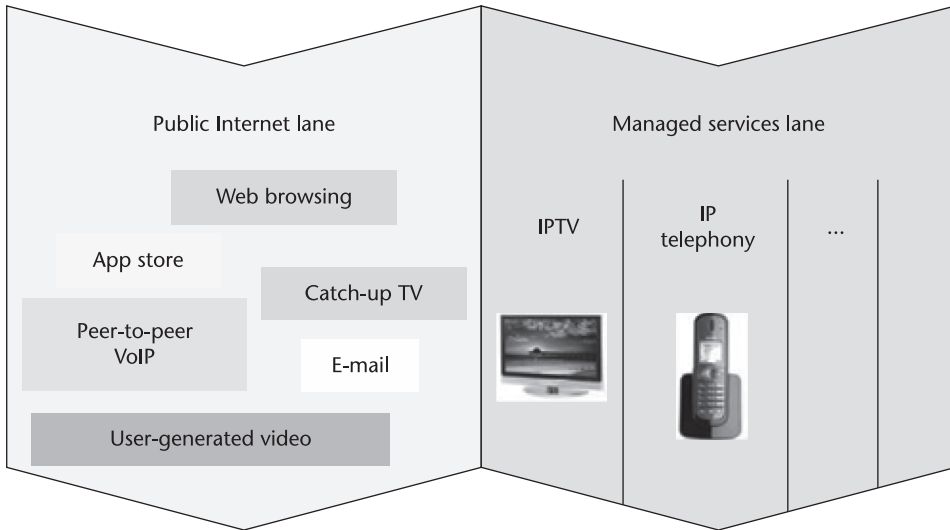 Public Internet lane
Web browsing
App store
Catch-up TV
Peer-to-peer
VoIP
E-mail
User-generated video
Managed services lane
IPTV
IP
telephony
...